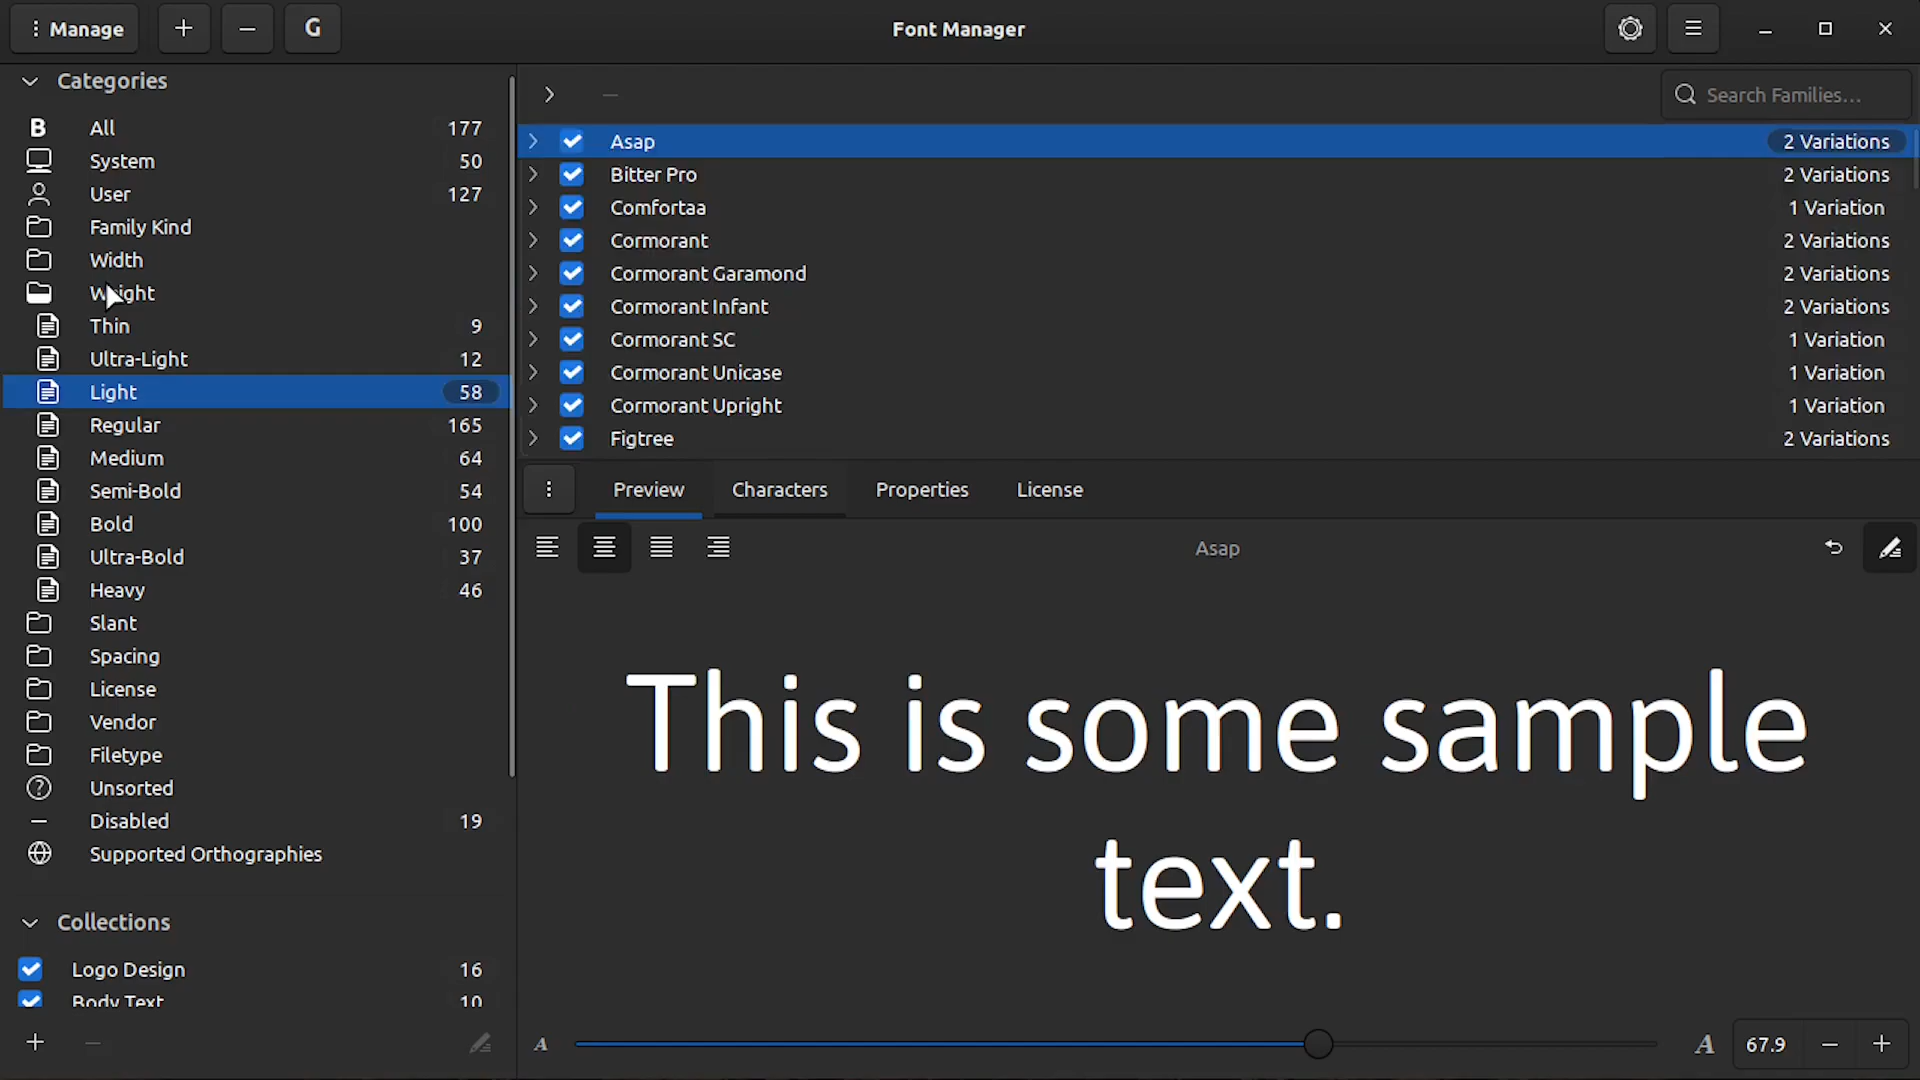 Manage
G
Font Manager
Categories
All 177
System 50
User 127
Family Kind
Width
Weight
Thin 9
Ultra-Light 12
Light 58
Regular 165
Medium 64
Semi-Bold 54
Bold 100
Ultra-Bold 37
Heavy 46
Slant
Spacing
License
Vendor
Filetype
Unsorted
Disabled 19
Supported Orthographies
Collections
Logo Design 16
Body Text 10
Search Families...
Asap 2 Variations
Bitter Pro 2 Variations
Comfortaa 1 Variation
Cormorant 2 Variations
Cormorant Garamond 2 Variations
Cormorant Infant 2 Variations
Cormorant SC 1 Variation
Cormorant Unicase 1 Variation
Cormorant Upright 1 Variation
Figtree 2 Variations
Preview Characters Properties License
Asap
This is some sample
text.
A A 67.9